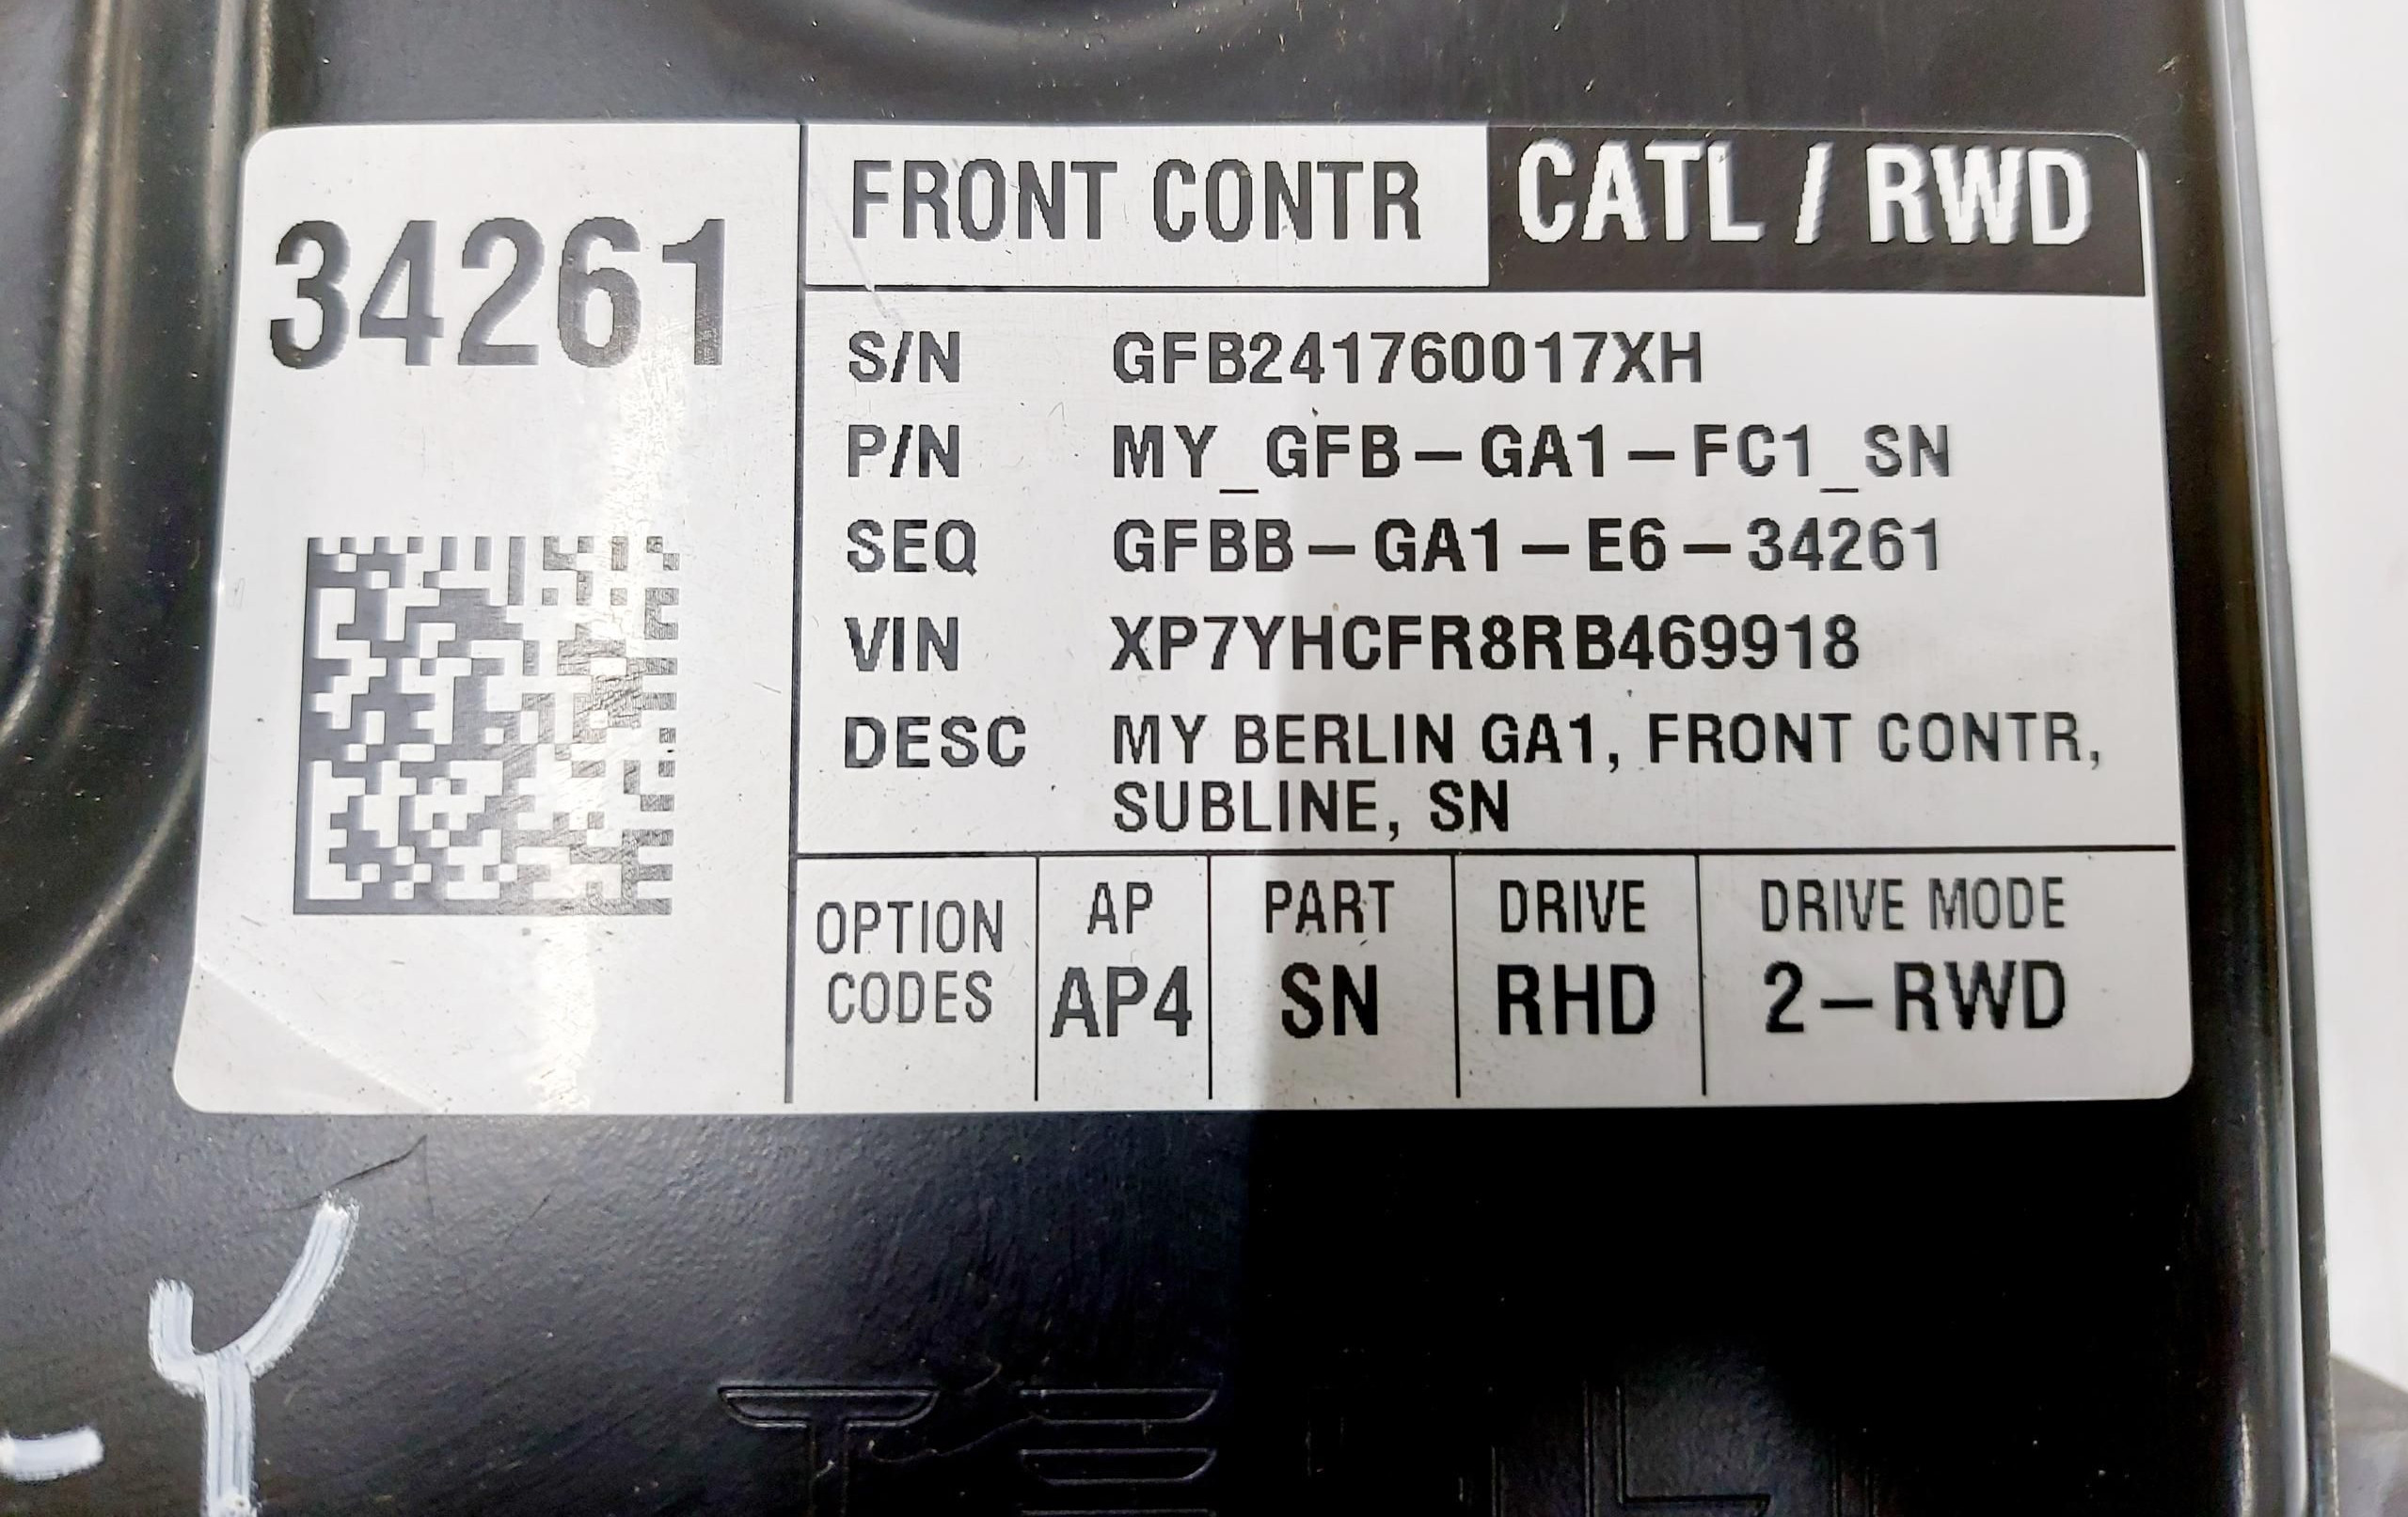 34261
FRONT CONTR
CATL / RWD
S/N GFB241760017XH
P/N MY_GFB-GA1-FC1_SN
SEQ GFBB-GA1-E6-34261
VIN XP7YHCFR8RB469918
DESC MY BERLIN GA1, FRONT CONTR,
SUBLINE, SN
OPTION
CODES
AP
AP4
PART
SN
DRIVE
RHD
DRIVE MODE
2-RWD
-Y
TESLA